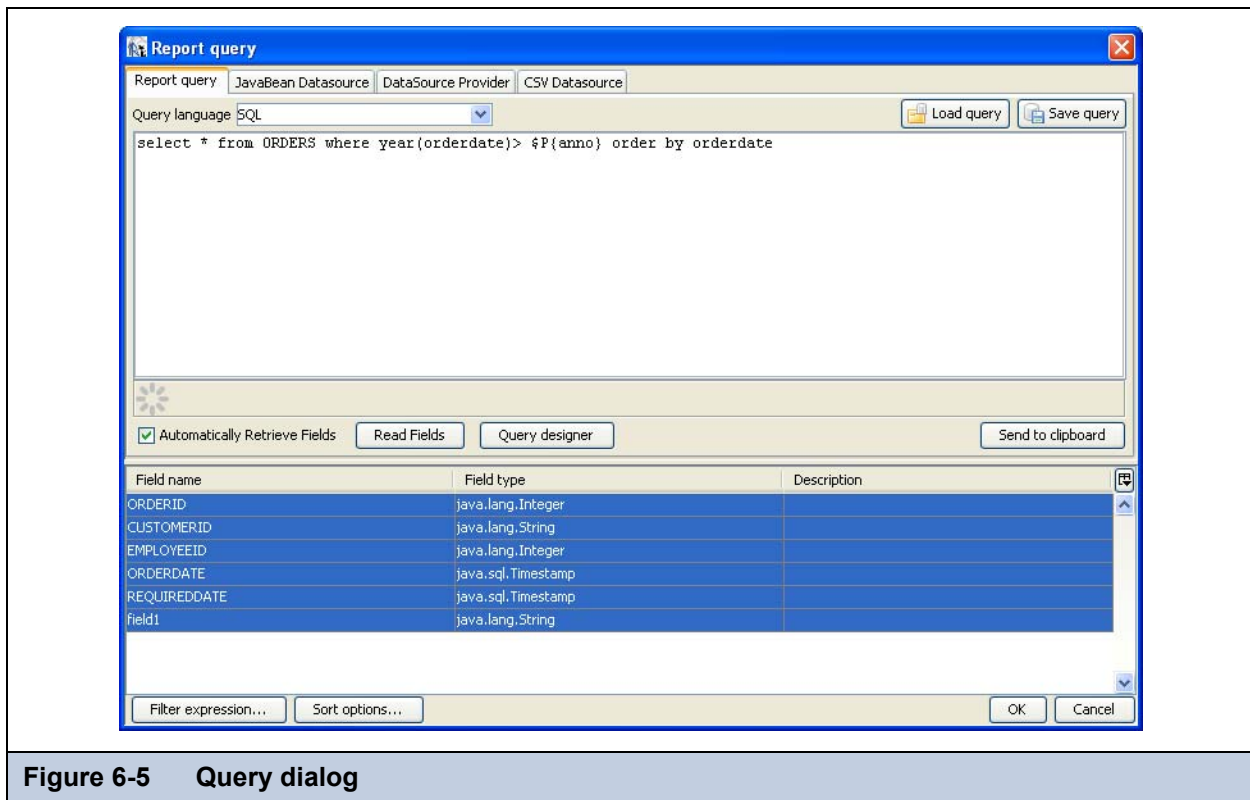 Report query
Report query JavaBean Datasource DataSource Provider CSV Datasource
Query language SQL Load query Save query
select * from ORDERS where year(orderdate)> $P{anno} order by orderdate
Automatically Retrieve Fields Read Fields Query designer Send to clipboard
Field name Field type Description
ORDERID java.lang.Integer
CUSTOMERID java.lang.String
EMPLOYEEID java.lang.Integer
ORDERDATE java.sql.Timestamp
REQUIREDDATE java.sql.Timestamp
field1 java.lang.String
Filter expression... Sort options... OK Cancel
Figure 6-5 Query dialog